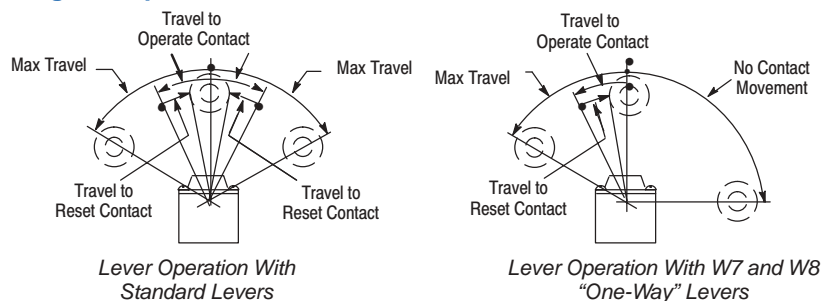 Travel to
Operate Contact
Max Travel
Max Travel
Travel to
Reset Contact
Travel to
Reset Contact
Lever Operation With
Standard Levers
Travel to
Operate Contact
Max Travel
No Contact
Movement
Travel to
Reset Contact
Lever Operation With W7 and W8
“One-Way” Levers